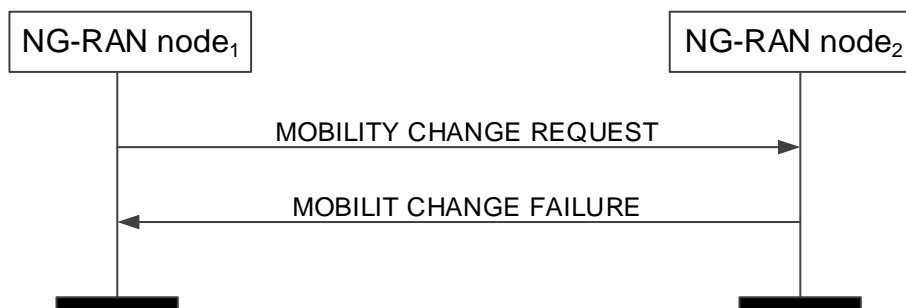 NG-RAN node₁
NG-RAN node₂
MOBILITY CHANGE REQUEST
MOBILIT CHANGE FAILURE